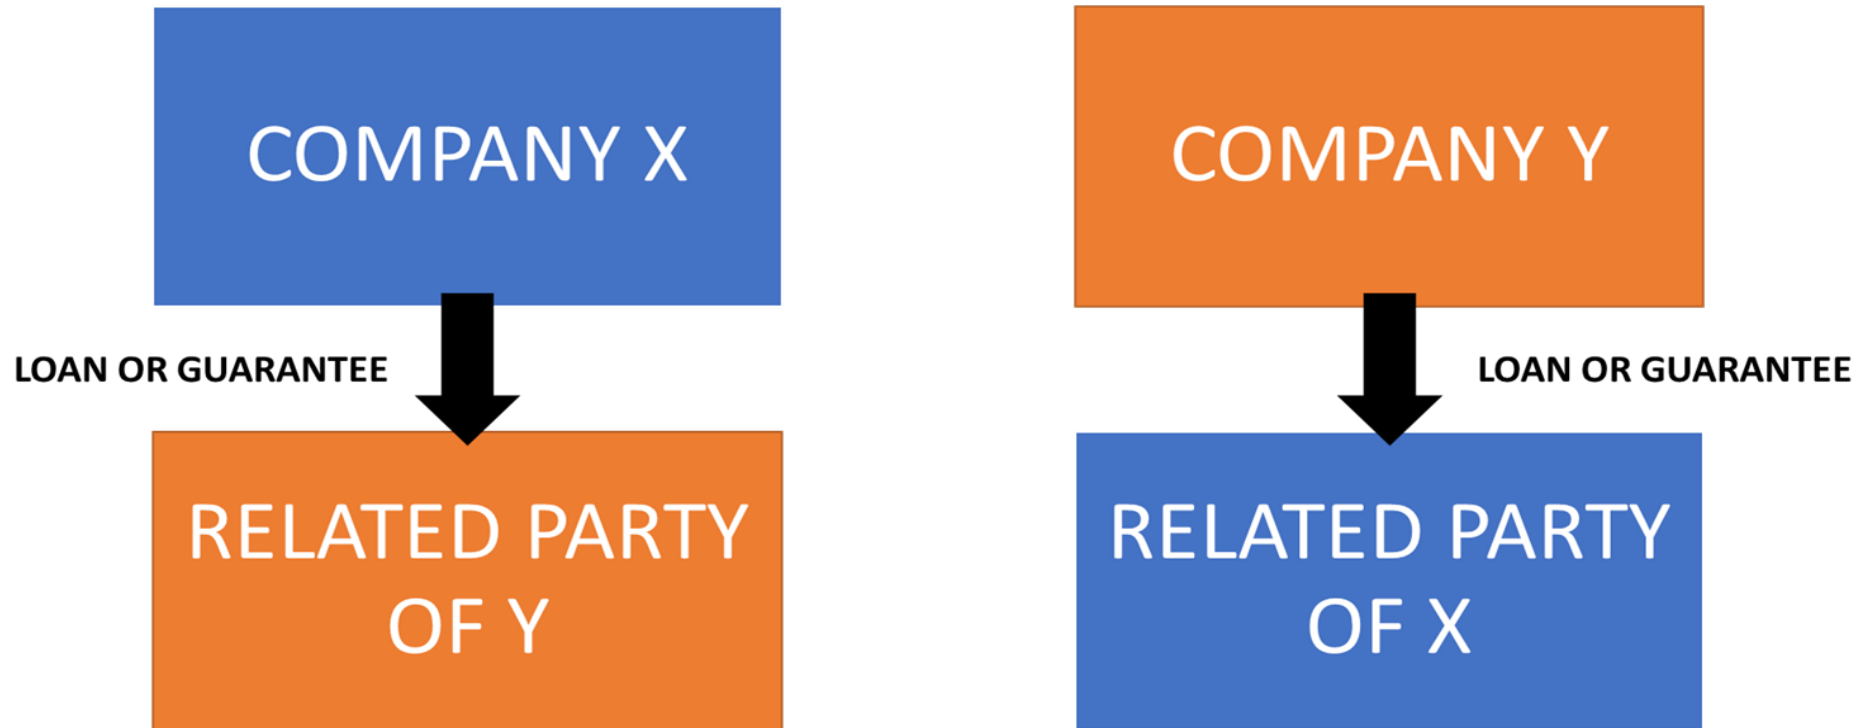 COMPANY X
COMPANY Y
LOAN OR GUARANTEE
LOAN OR GUARANTEE
RELATED PARTY
OF Y
RELATED PARTY
OF X